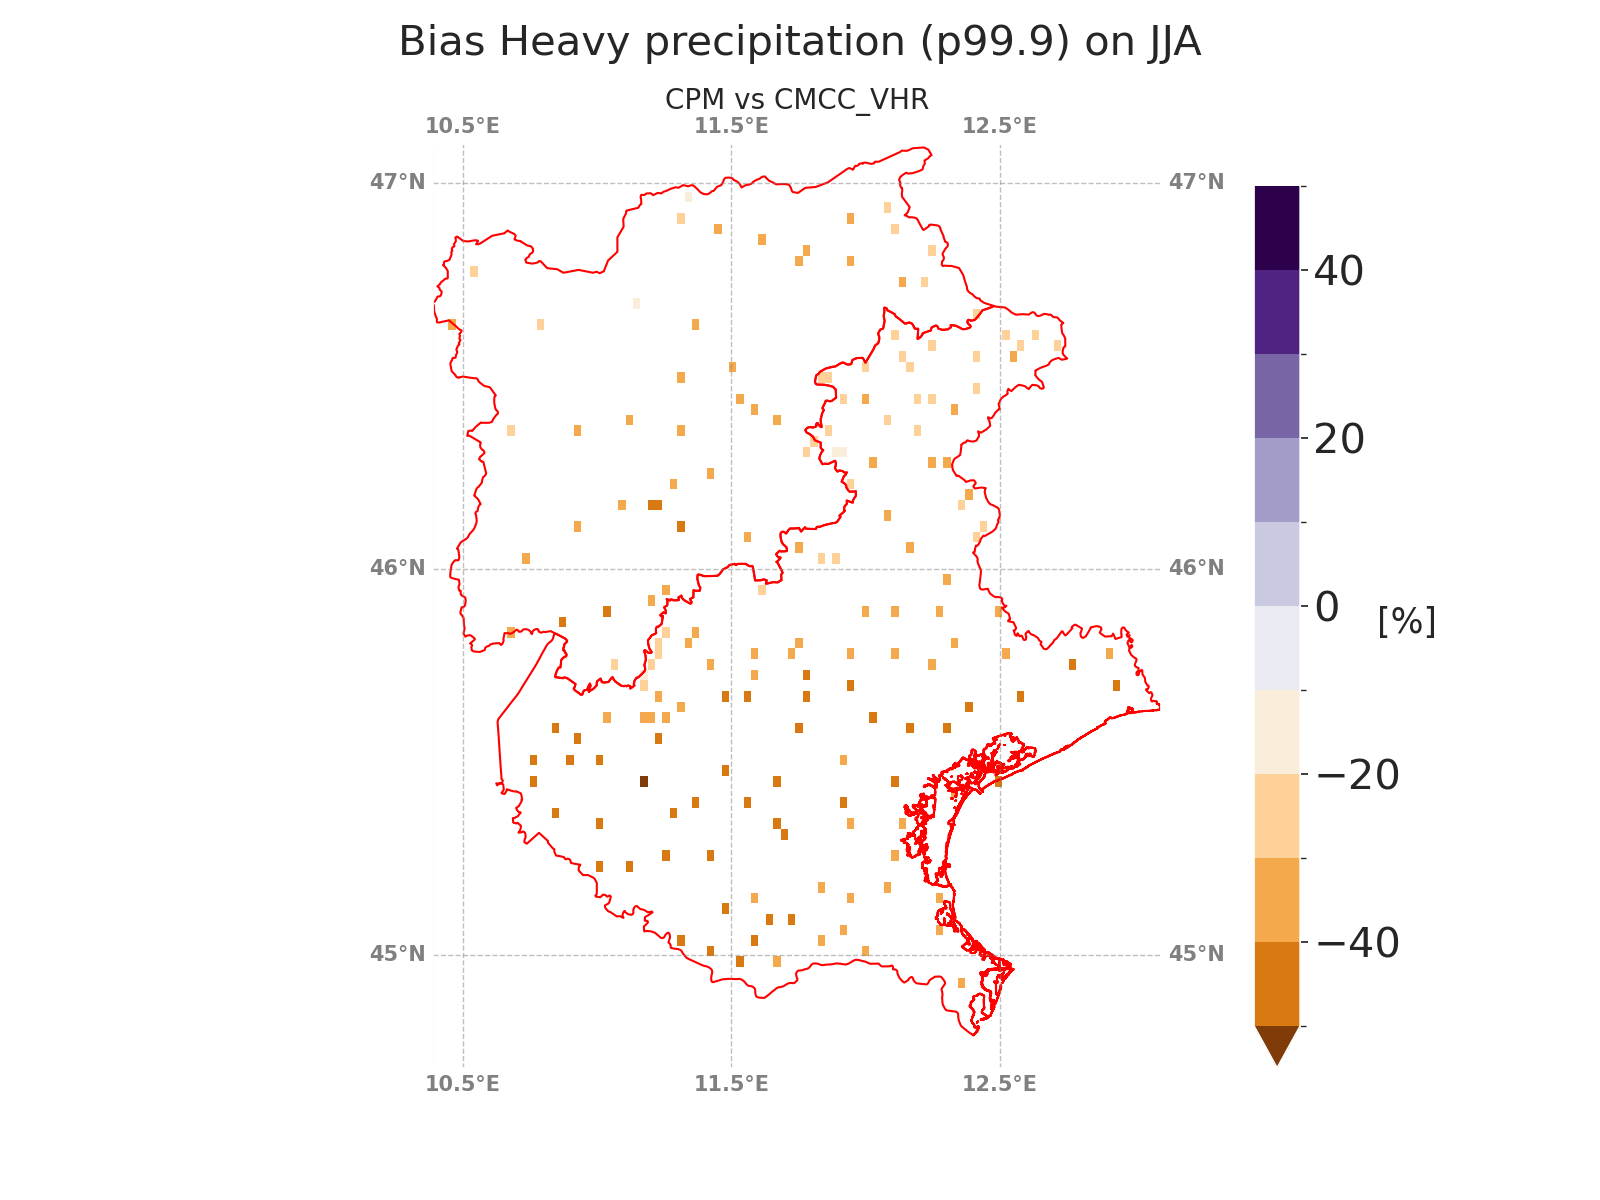 Bias Heavy precipitation (p99.9) on JJA
CPM vs CMCC_VHR
10.5°E 11.5°E 12.5°E
47°N 47°N
40
20
46°N 46°N
0
[%]
−20
−40
45°N 45°N
10.5°E 11.5°E 12.5°E